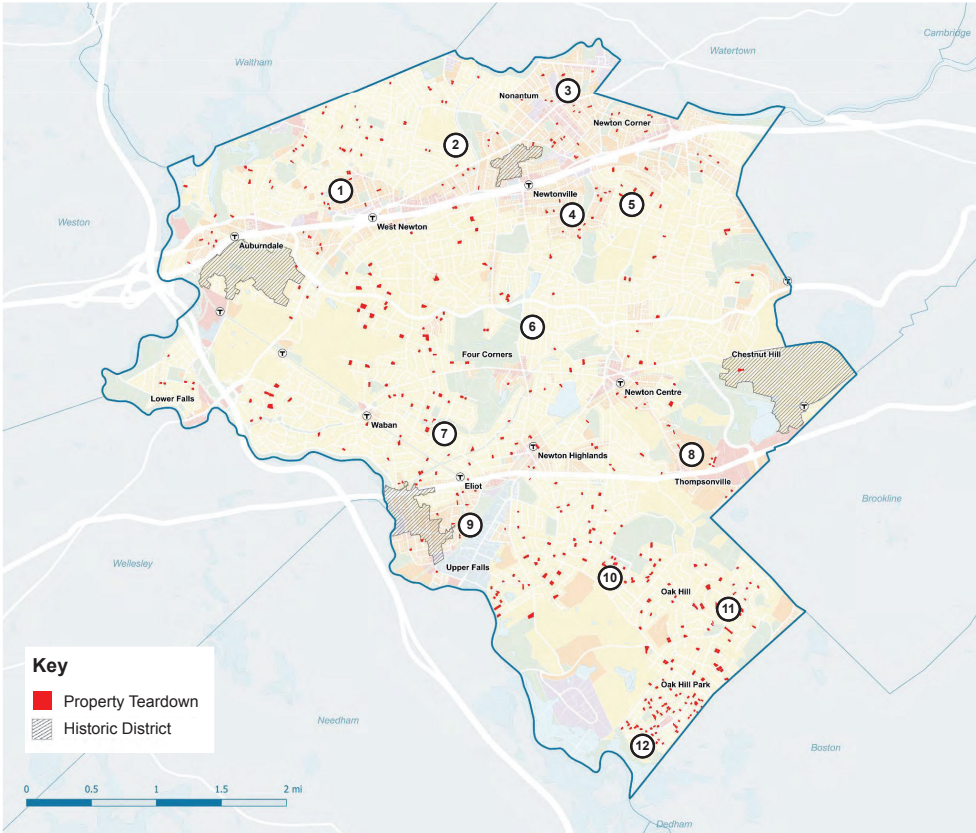 Cambridge
Watertown
Waltham
3
Nonantum
Newton Corner
2
1
Newtonville
5
4
Weston
West Newton
Auburndale
T
T
T
T
T
T
6
Four Corners
Chestnut Hill
T
Newton Centre
Lower Falls
T
T
Waban
7
T
Newton Highlands
8
T
Eliot
Thompsonville
Brookline
9
Wellesley
Upper Falls
10
Oak Hill
11
Key
Oak Hill Park
Property Teardown
Needham
Historic District
12
Boston
0 0.5 1 1.5 2 mi
Dedham